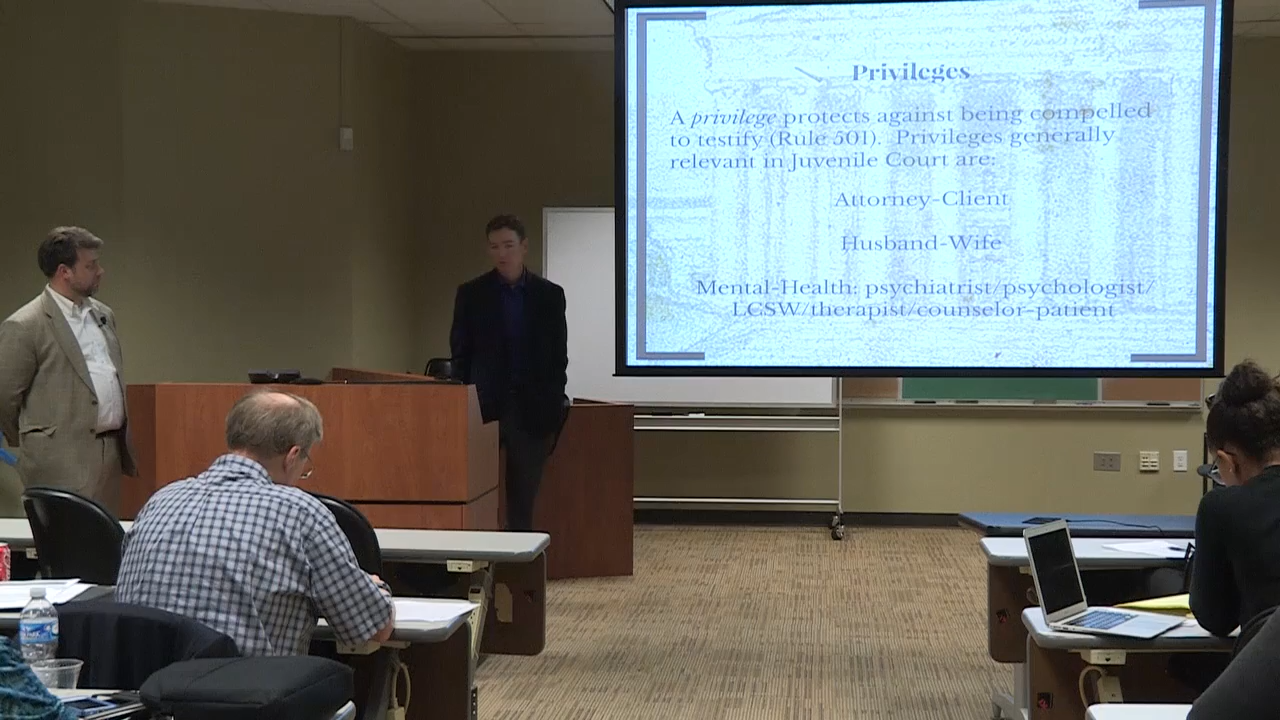 Privileges
A privilege protects against being compelled
to testify (Rule 501). Privileges generally
relevant in Juvenile Court are:
Attorney-Client
Husband-Wife
Mental-Health: psychiatrist/psychologist/
LCSW/therapist/counselor-patient